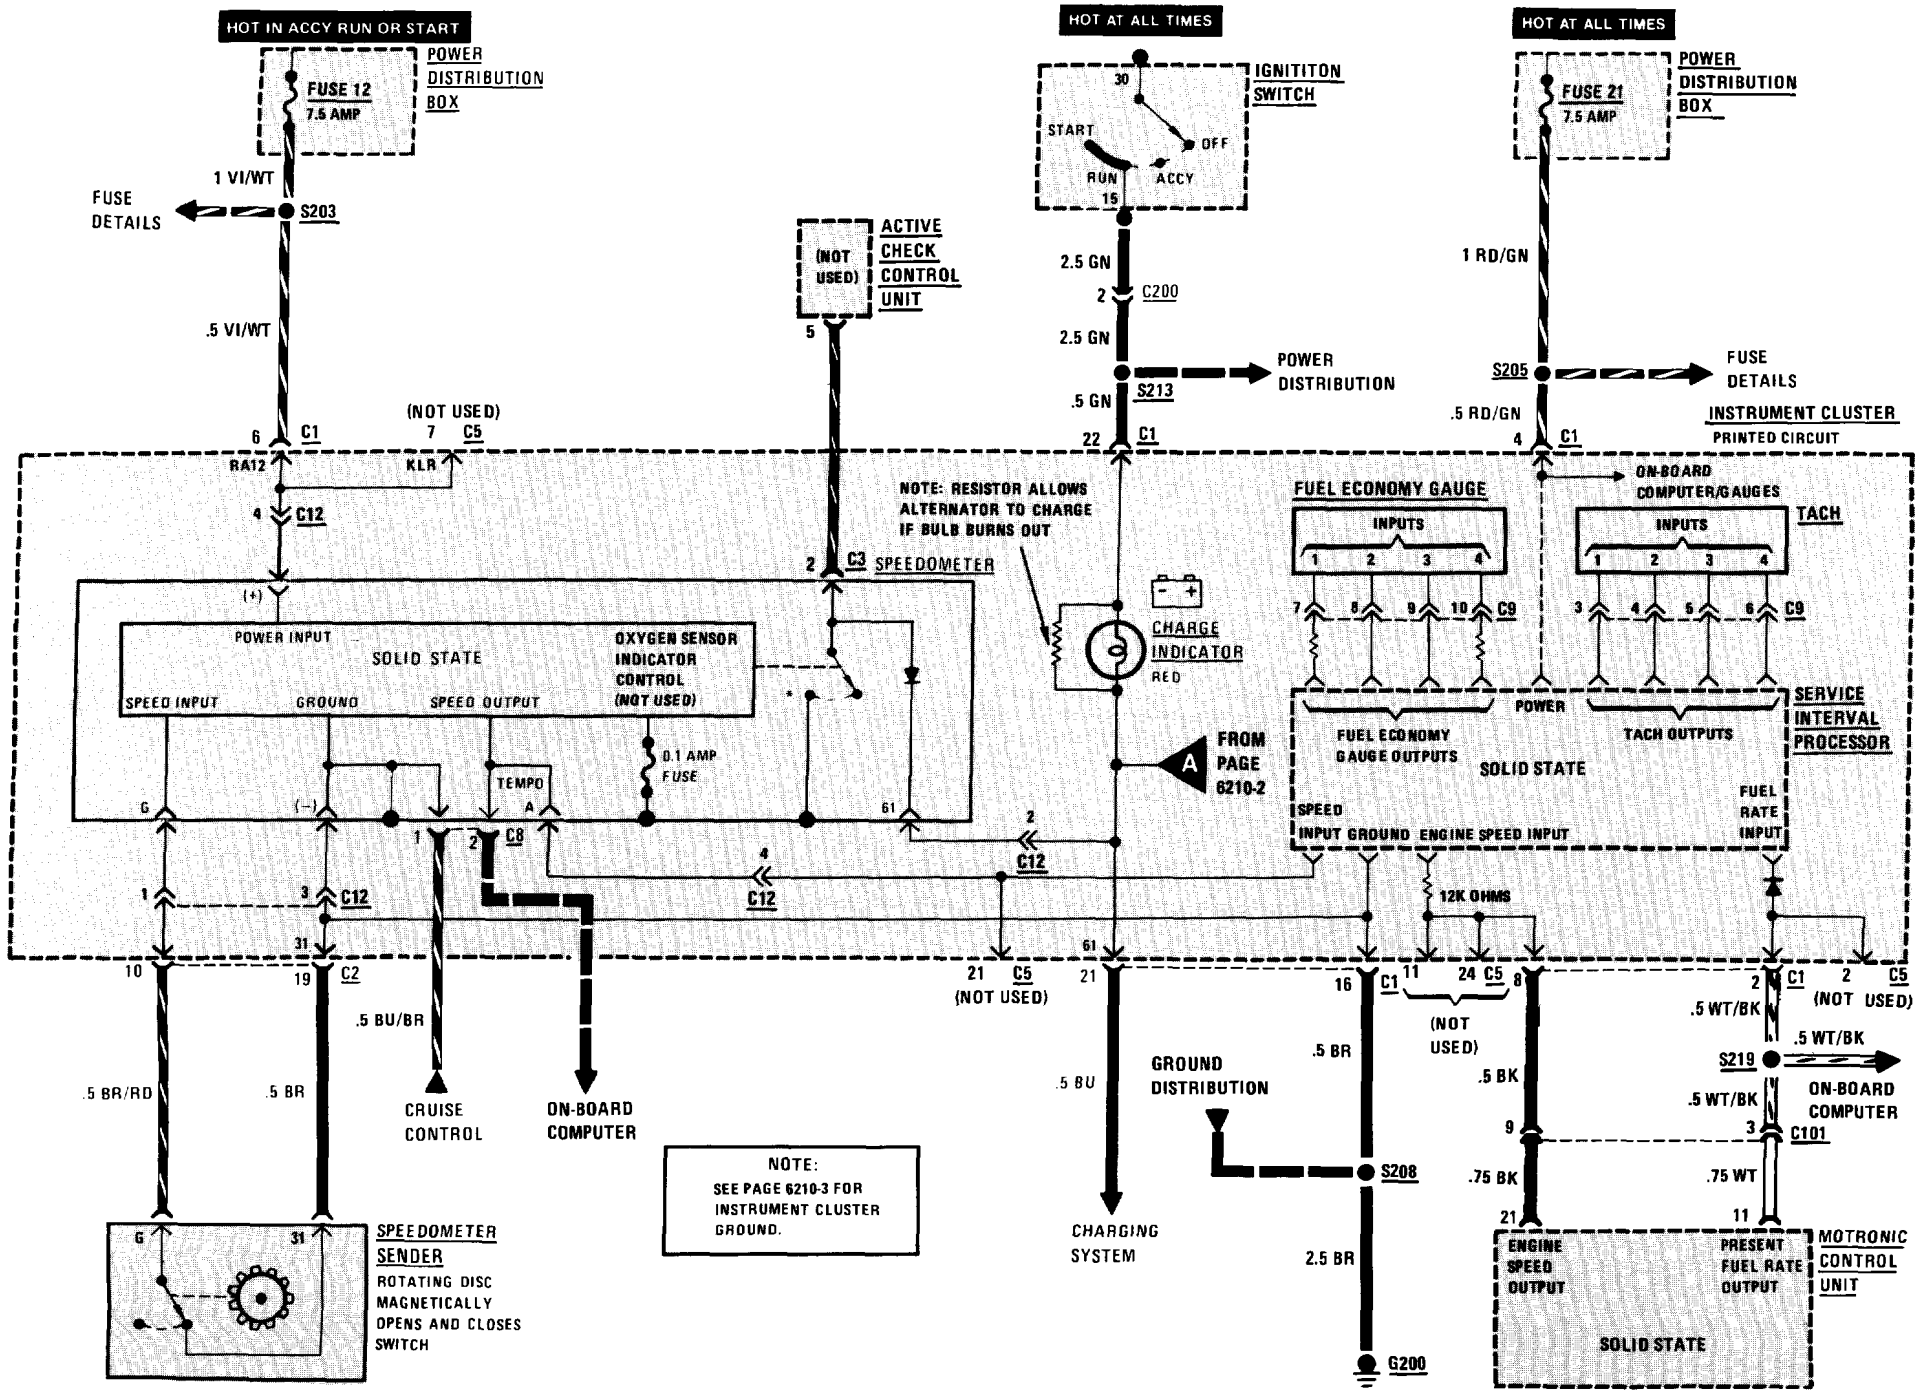 HOT IN ACCY RUN OR START
HOT AT ALL TIMES
HOT AT ALL TIMES
FUSE 12
7.5 AMP
POWER
DISTRIBUTION
BOX
30
START
OFF
RUN
ACCY
15
IGNITITON
SWITCH
FUSE 21
7.5 AMP
POWER
DISTRIBUTION
BOX
1 VI/WT
FUSE
DETAILS
S203
.5 VI/WT
(NOT
USED)
ACTIVE
CHECK
CONTROL
UNIT
5
2.5 GN
2
C200
2.5 GN
S213
POWER
DISTRIBUTION
.5 GN
22
C1
1 RD/GN
S205
FUSE
DETAILS
.5 RD/GN
4
C1
INSTRUMENT CLUSTER
PRINTED CIRCUIT
6
C1
(NOT USED)
7
C5
RA12
KLR
4
C12
2
C3
SPEEDOMETER
NOTE: RESISTOR ALLOWS
ALTERNATOR TO CHARGE
IF BULB BURNS OUT
FUEL ECONOMY GAUGE
INPUTS
1 2 3 4
7 8 9 10 C9
ON-BOARD
COMPUTER/GAUGES
TACH
INPUTS
1 2 3 4
3 4 5 6 C9
- +
CHARGE
INDICATOR
RED
(+)
POWER INPUT
SOLID STATE
OXYGEN SENSOR
INDICATOR
CONTROL
(NOT USED)
SPEED INPUT
GROUND
SPEED OUTPUT
*
0.1 AMP
FUSE
TEMPO
G
(–)
A
61
A
FROM
PAGE
6210-2
POWER
FUEL ECONOMY
GAUGE OUTPUTS
TACH OUTPUTS
SOLID STATE
SERVICE
INTERVAL
PROCESSOR
SPEED
INPUT GROUND ENGINE SPEED INPUT
FUEL
RATE
INPUT
1
2
C8
2
C12
4
C12
1
3
C12
12K OHMS
31
61
10
19
C2
21
C5
(NOT USED)
21
16
C1
11
24
C5
(NOT
USED)
8
2
C1
2
C5
(NOT USED)
.5 BR/RD
.5 BR
.5 BU/BR
CRUISE
CONTROL
ON-BOARD
COMPUTER
.5 BU
CHARGING
SYSTEM
GROUND
DISTRIBUTION
.5 BR
S208
2.5 BR
G200
.5 BK
9
.75 BK
21
.5 WT/BK
S219
.5 WT/BK
ON-BOARD
COMPUTER
.5 WT/BK
3
C101
.75 WT
11
NOTE:
SEE PAGE 6210-3 FOR
INSTRUMENT CLUSTER
GROUND.
G
31
SPEEDOMETER
SENDER
ROTATING DISC
MAGNETICALLY
OPENS AND CLOSES
SWITCH
ENGINE
SPEED
OUTPUT
PRESENT
FUEL RATE
OUTPUT
SOLID STATE
MOTRONIC
CONTROL
UNIT